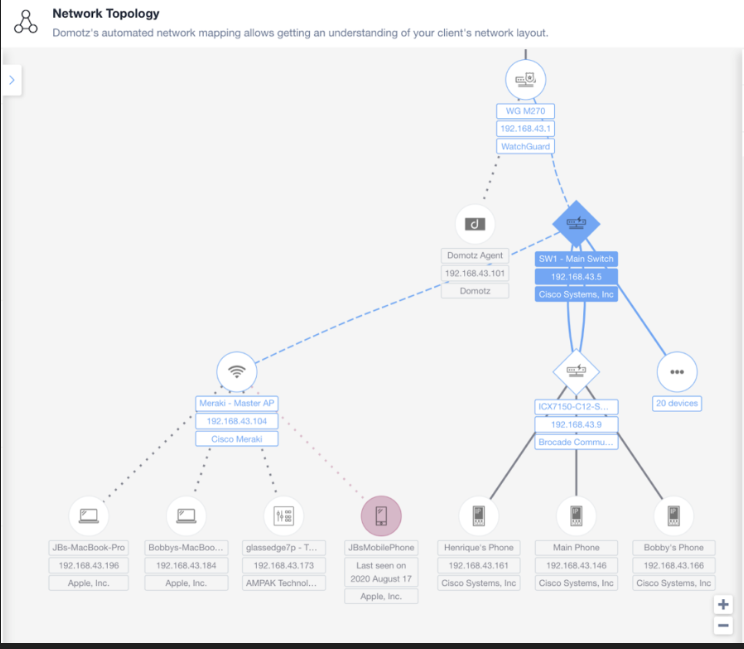 Network Topology
Domotz's automated network mapping allows getting an understanding of your client's network layout.
WG M270
192.168.43.1
WatchGuard
Domotz Agent
192.168.43.101
Domotz
SW1 - Main Switch
192.168.43.5
Cisco Systems, Inc
Meraki - Master AP
192.168.43.104
Cisco Meraki
ICX7150-C12-S...
192.168.43.9
Brocade Commu...
20 devices
JBs-MacBook-Pro
192.168.43.196
Apple, Inc.
Bobbys-MacBoo...
192.168.43.184
Apple, Inc.
glassedge7p - T...
192.168.43.173
AMPAK Technol...
JBsMobilePhone
Last seen on
2020 August 17
Apple, Inc.
Henrique's Phone
192.168.43.161
Cisco Systems, Inc
Main Phone
192.168.43.146
Cisco Systems, Inc
Bobby's Phone
192.168.43.166
Cisco Systems, Inc